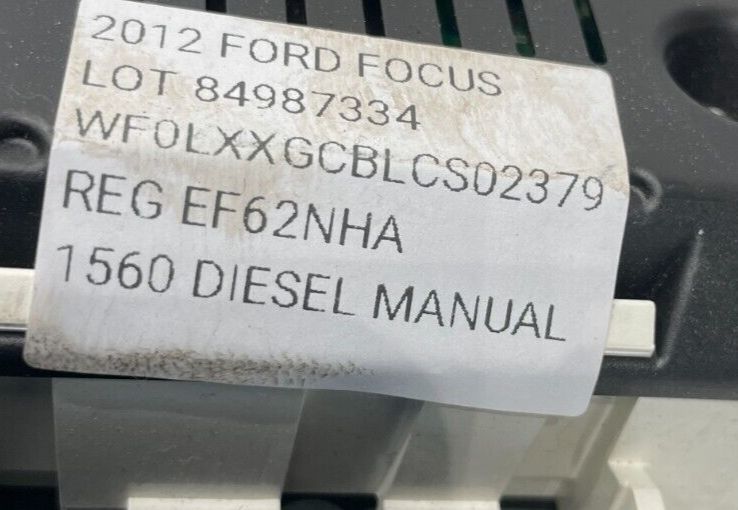 2012 FORD FOCUS
LOT 84987334
WF0LXXGCBLCS02379
REG EF62NHA
1560 DIESEL MANUAL